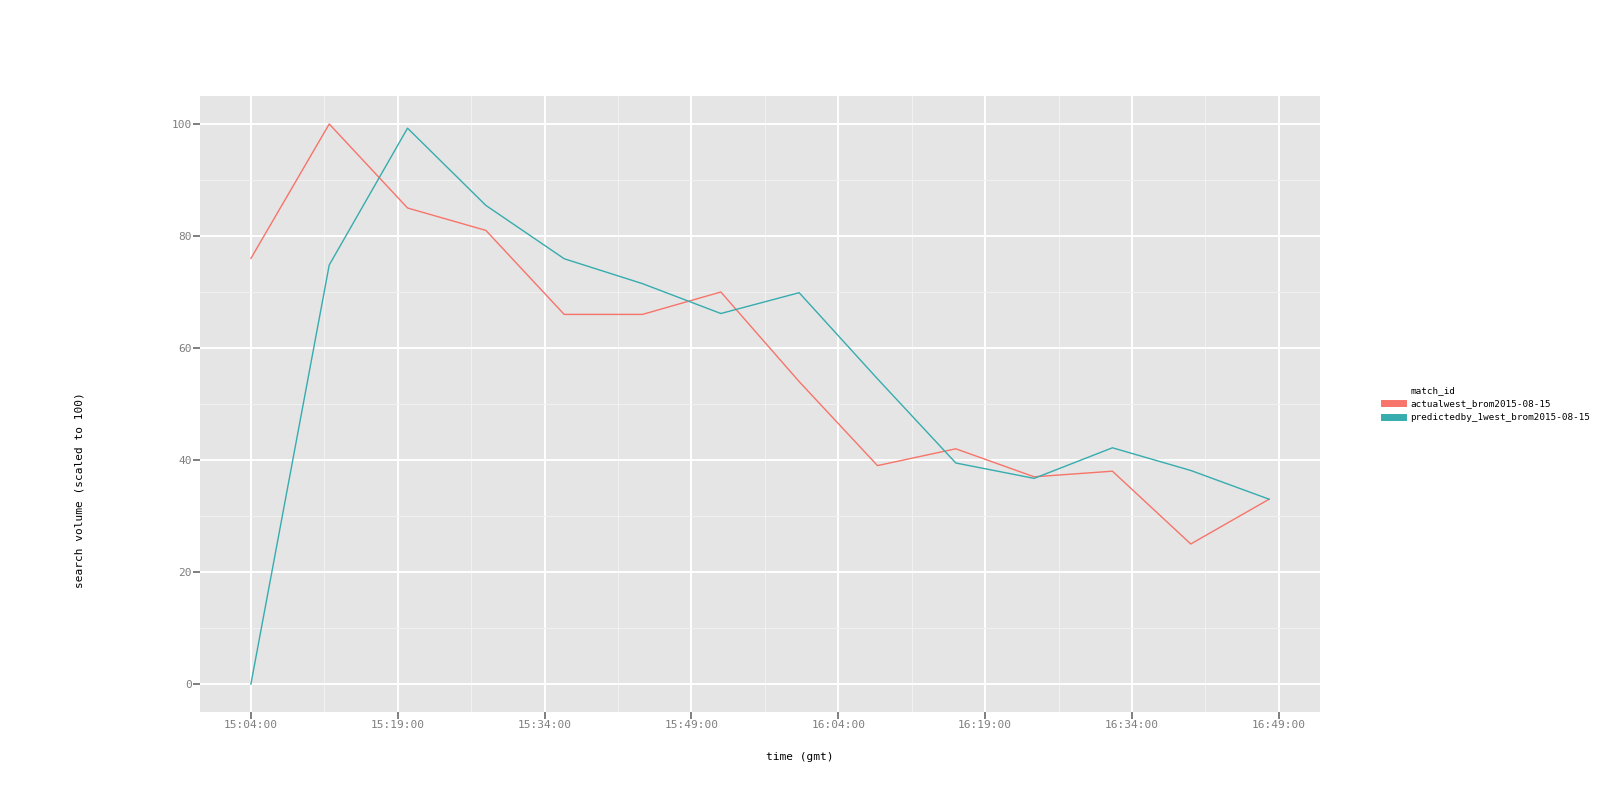 100
80
60
40
20
0
search volume (scaled to 100)
15:04:00 15:19:00 15:34:00 15:49:00 16:04:00 16:19:00 16:34:00 16:49:00
time (gmt)
match_id
actualwest_brom2015-08-15
predictedby_1west_brom2015-08-15